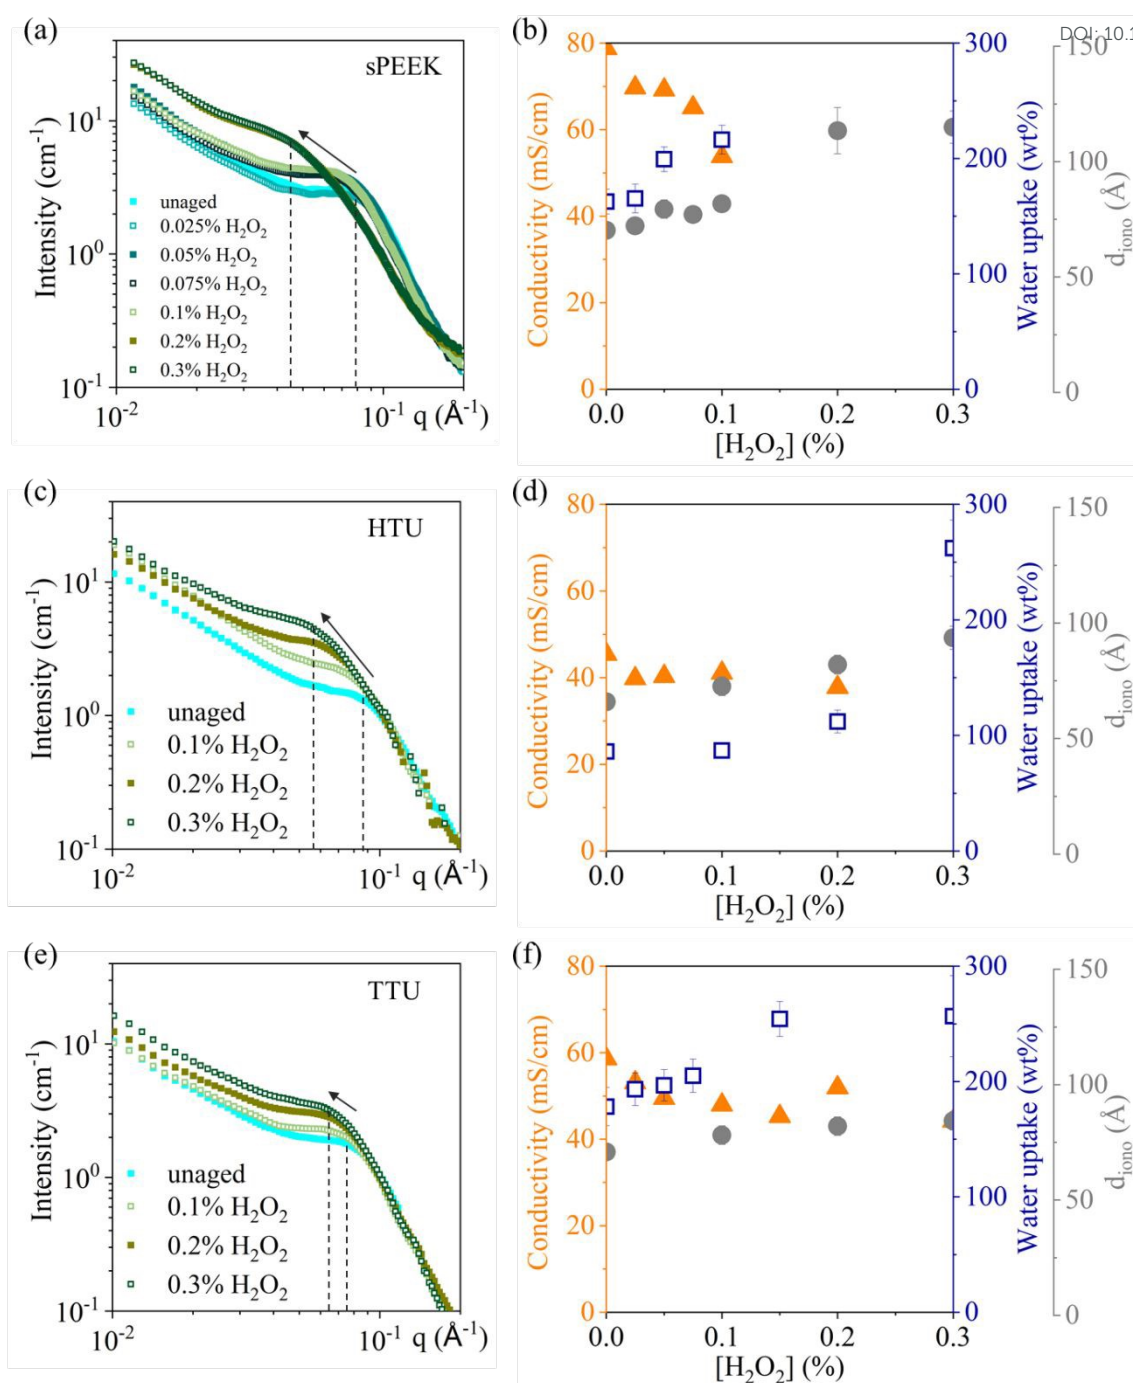 (a)
sPEEK
Intensity (cm⁻¹)
10¹
10⁰
10⁻¹
unaged
0.025% H₂O₂
0.05% H₂O₂
0.075% H₂O₂
0.1% H₂O₂
0.2% H₂O₂
0.3% H₂O₂
10⁻² 10⁻¹ q (Å⁻¹)
(b)
DOI: 10.1
Conductivity (mS/cm)
80
60
40
20
0
Water uptake (wt%)
300
200
100
0
d_iono (Å)
150
100
50
0
0.0 0.1 0.2 0.3
[H₂O₂] (%)
(c)
HTU
Intensity (cm⁻¹)
10¹
10⁰
10⁻¹
unaged
0.1% H₂O₂
0.2% H₂O₂
0.3% H₂O₂
10⁻² 10⁻¹ q (Å⁻¹)
(d)
Conductivity (mS/cm)
80
60
40
20
0
Water uptake (wt%)
300
200
100
0
d_iono (Å)
150
100
50
0
0.0 0.1 0.2 0.3
[H₂O₂] (%)
(e)
TTU
Intensity (cm⁻¹)
10¹
10⁰
10⁻¹
unaged
0.1% H₂O₂
0.2% H₂O₂
0.3% H₂O₂
10⁻² 10⁻¹ q (Å⁻¹)
(f)
Conductivity (mS/cm)
80
60
40
20
0
Water uptake (wt%)
300
200
100
0
d_iono (Å)
150
100
50
0
0.0 0.1 0.2 0.3
[H₂O₂] (%)